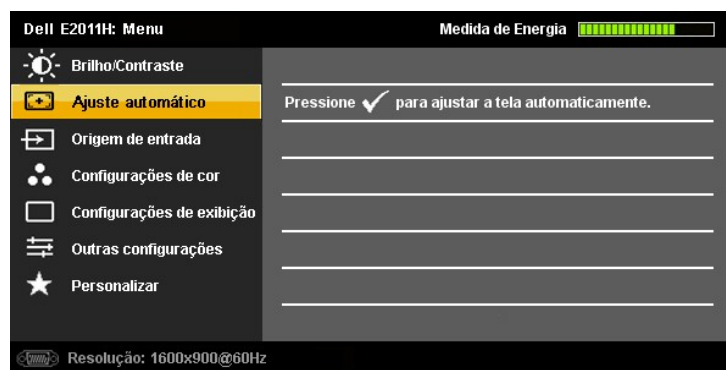 Dell E2011H: Menu
Medida de Energia
Brilho/Contraste
Ajuste automático
Pressione para ajustar a tela automaticamente.
Origem de entrada
Configurações de cor
Configurações de exibição
Outras configurações
Personalizar
Resolução: 1600x900@60Hz